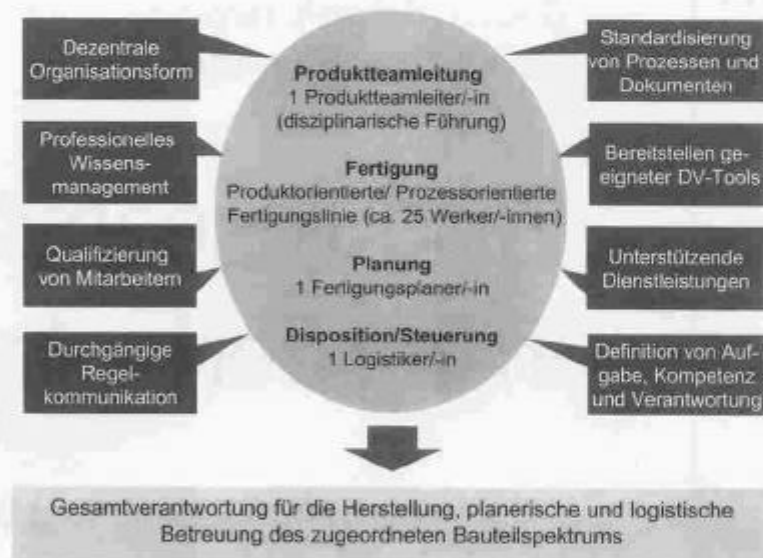 Dezentrale
Organisationsform
Professionelles
Wissens-
management
Qualifizierung
von Mitarbeitern
Durchgängige
Regel-
kommunikation
Produktteamleitung
1 Produktteamleiter/-in
(disziplinarische Führung)
Fertigung
Produktorientierte/ Prozessorientierte
Fertigungslinie (ca. 25 Werker/-innen)
Planung
1 Fertigungsplaner/-in
Disposition/Steuerung
1 Logistiker/-in
Standardisierung
von Prozessen und
Dokumenten
Bereitstellen ge-
eigneter DV-Tools
Unterstützende
Dienstleistungen
Definition von Auf-
gabe, Kompetenz
und Verantwortung
Gesamtverantwortung für die Herstellung, planerische und logistische
Betreuung des zugeordneten Bauteilspektrums